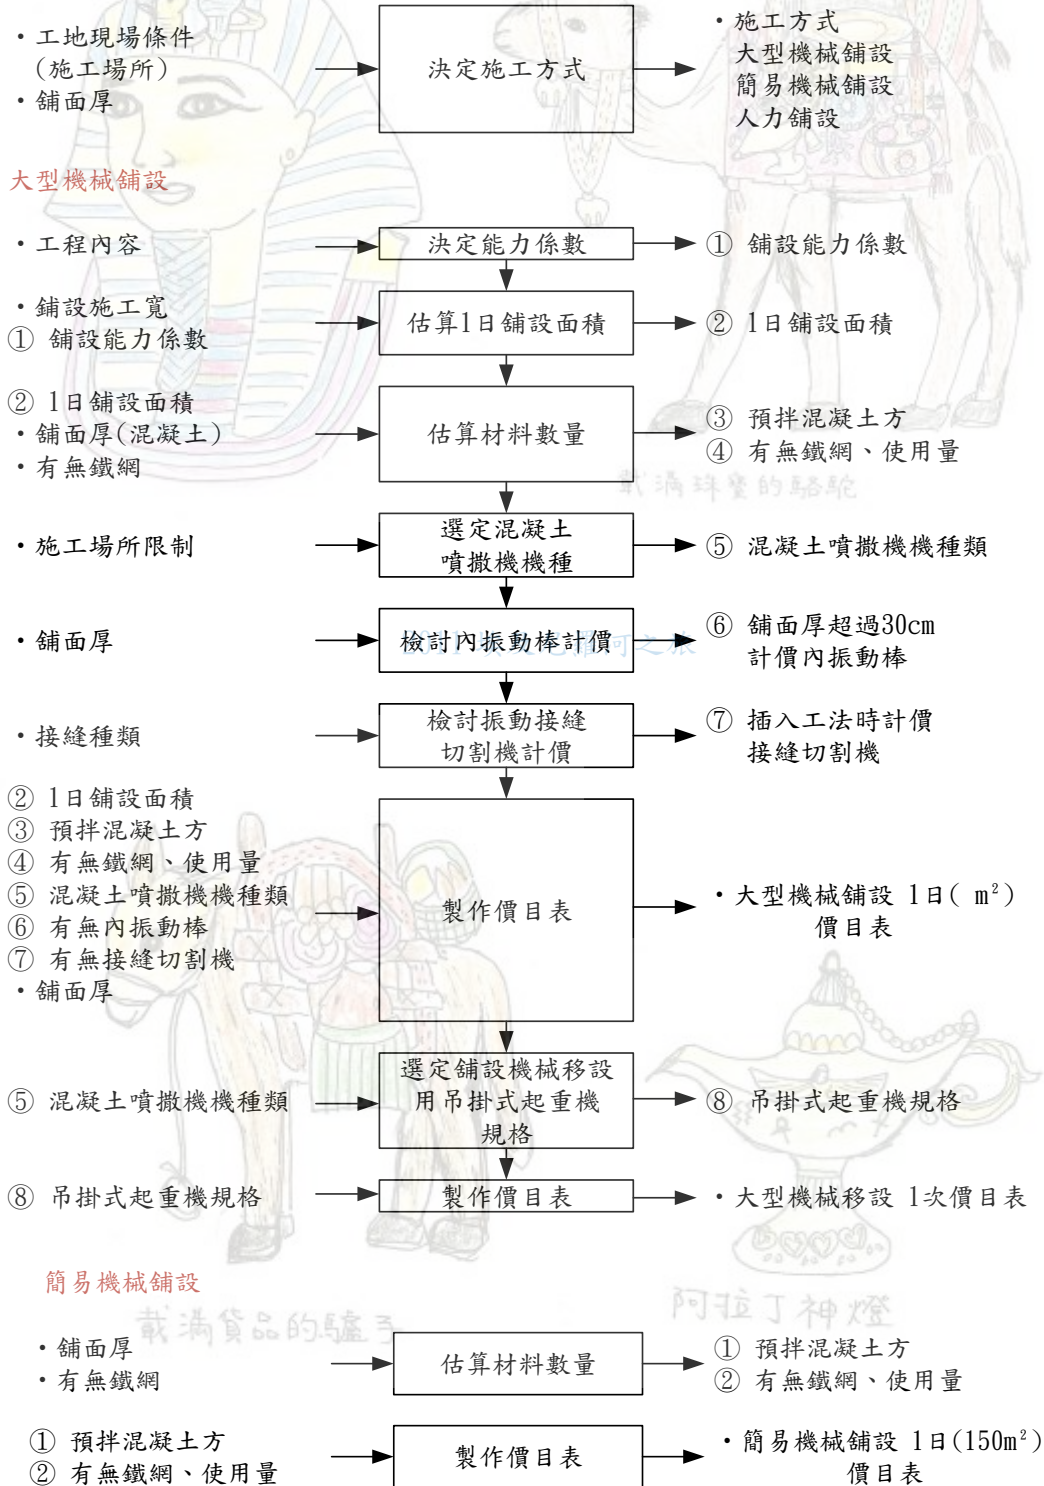 ・工地現場條件
(施工場所)
・舖面厚
決定施工方式
・施工方式
大型機械舖設
簡易機械舖設
人力舖設
大型機械舖設
・工程內容
決定能力係數
① 舖設能力係數
・舖設施工寬
① 舖設能力係數
估算1日舖設面積
② 1日舖設面積
② 1日舖設面積
・舖面厚(混凝土)
・有無鐵網
估算材料數量
③ 預拌混凝土方
④ 有無鐵網、使用量
載滿珠寶的駱駝
・施工場所限制
選定混凝土
噴撒機機種
⑤ 混凝土噴撒機機種類
・舖面厚
檢討內振動棒計價
⑥ 舖面厚超過30cm
計價內振動棒
・接縫種類
檢討振動接縫
切割機計價
⑦ 插入工法時計價
接縫切割機
② 1日舖設面積
③ 預拌混凝土方
④ 有無鐵網、使用量
⑤ 混凝土噴撒機機種類
⑥ 有無內振動棒
⑦ 有無接縫切割機
・舖面厚
製作價目表
・大型機械舖設 1日( m²)
價目表
⑤ 混凝土噴撒機機種類
選定舖設機械移設
用吊掛式起重機
規格
⑧ 吊掛式起重機規格
⑧ 吊掛式起重機規格
製作價目表
・大型機械移設 1次價目表
簡易機械舖設
載滿貨品的驢子
阿拉丁神燈
・舖面厚
・有無鐵網
估算材料數量
① 預拌混凝土方
② 有無鐵網、使用量
① 預拌混凝土方
② 有無鐵網、使用量
製作價目表
・簡易機械舖設 1日(150m²)
價目表